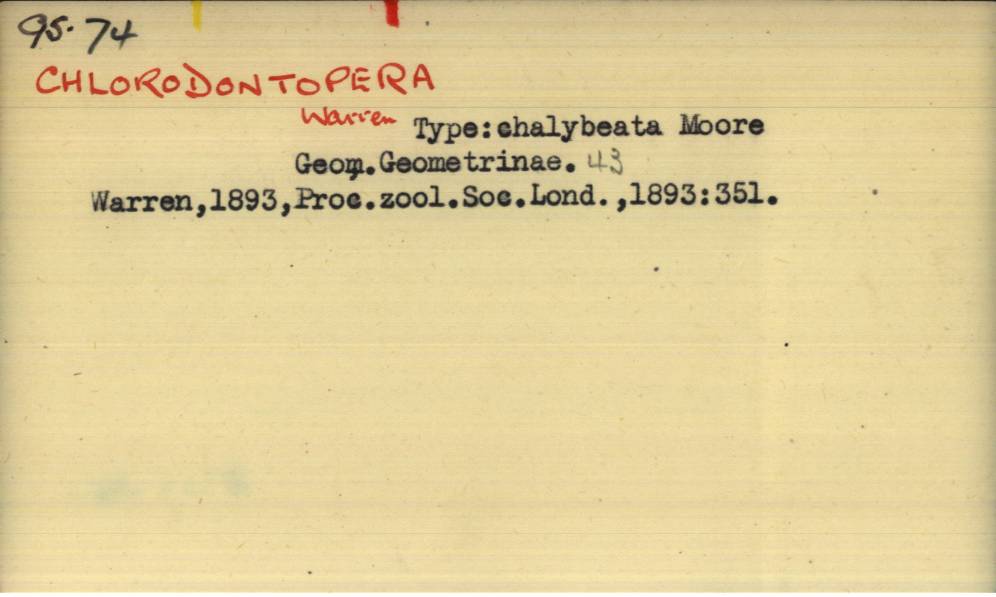 95.74
CHLORODONTOPERA
Warren Type:chalybeata Moore
Geom.Geometrinae. 43
Warren,1893,Proc.zool.Soc.Lond.,1893:351.